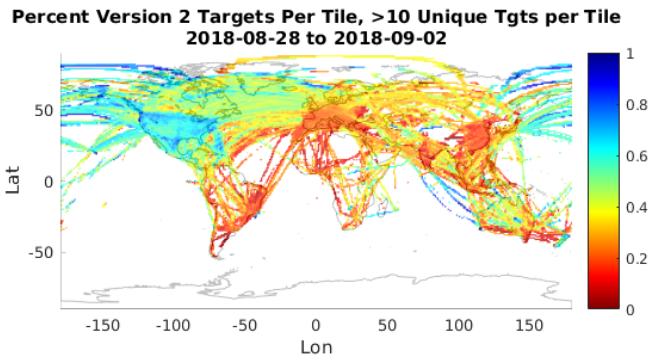 Percent Version 2 Targets Per Tile, >10 Unique Tgts per Tile
2018-08-28 to 2018-09-02
Lat
50
0
-50
-150 -100 -50 0 50 100 150
Lon
1
0.8
0.6
0.4
0.2
0